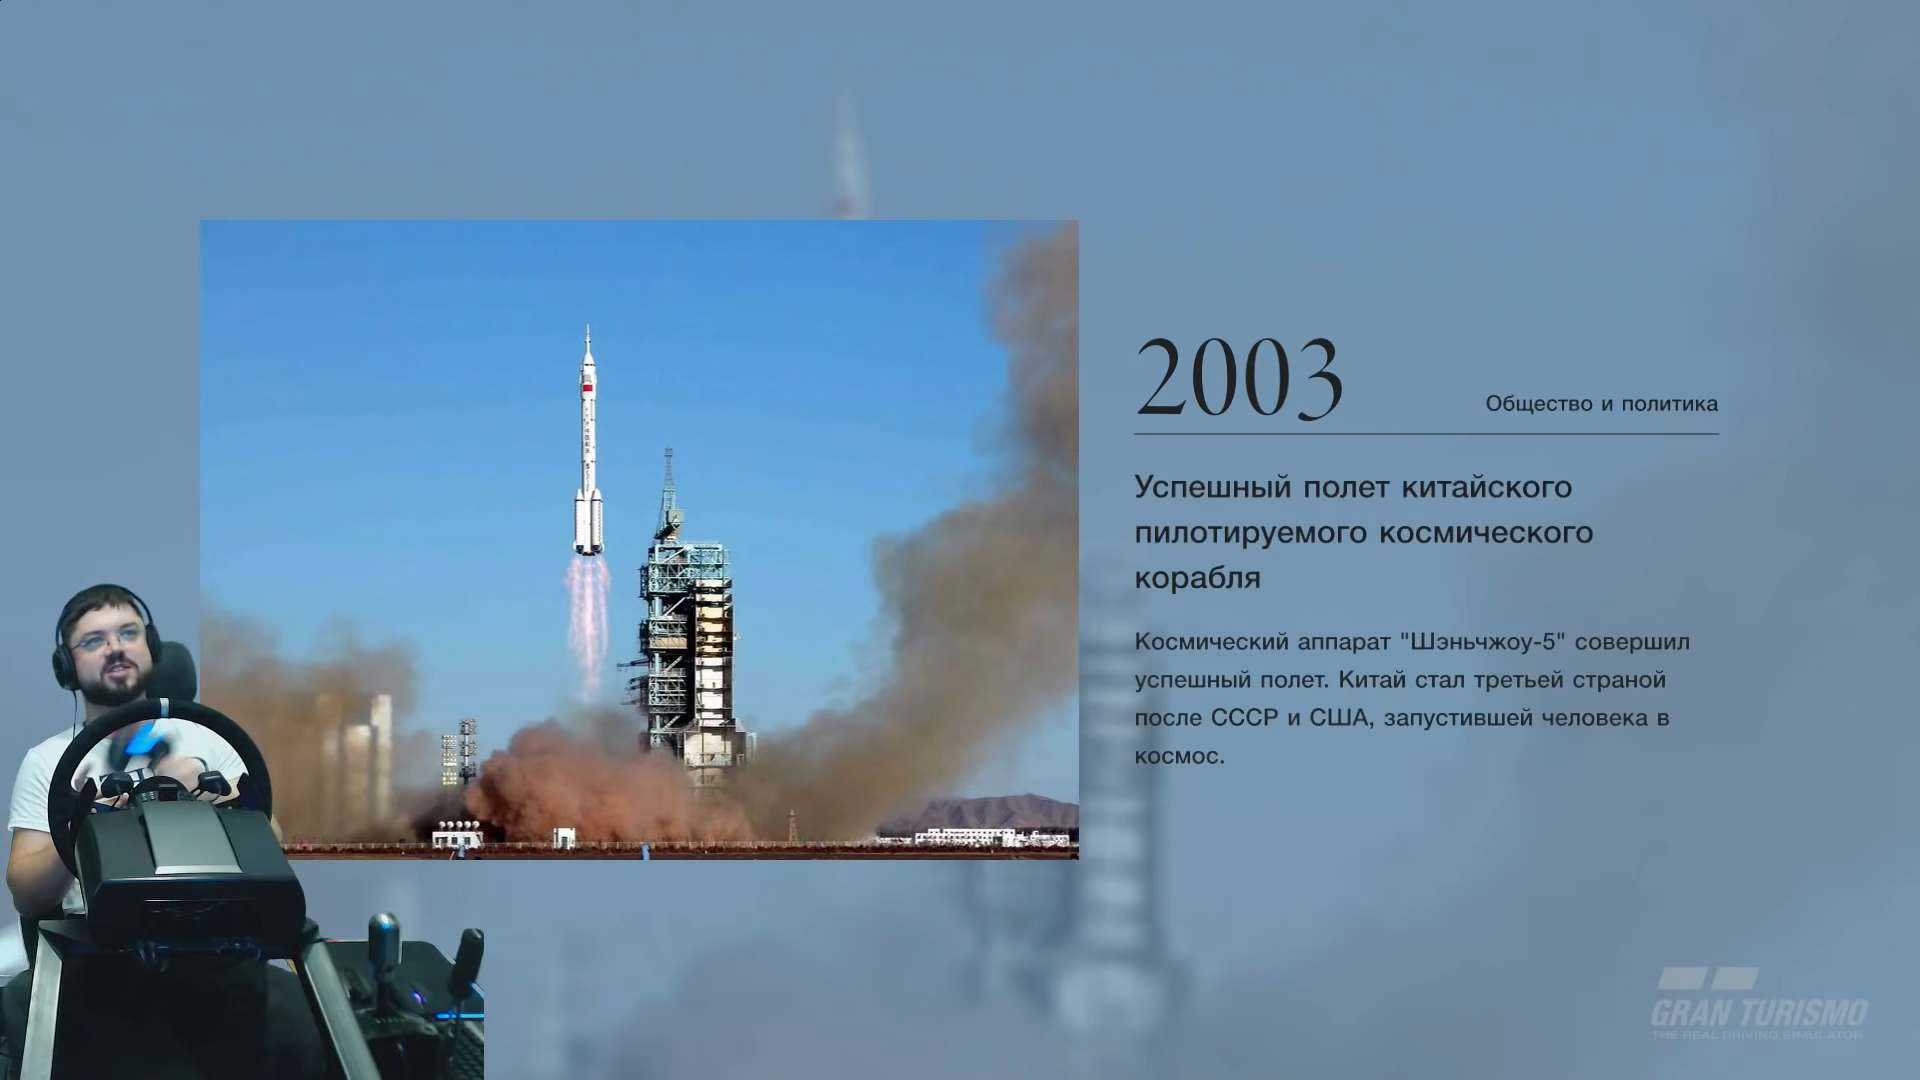 2003
Общество и политика
Успешный полет китайского
пилотируемого космического
корабля
Космический аппарат "Шэньчжоу-5" совершил
успешный полет. Китай стал третьей страной
после СССР и США, запустившей человека в
космос.
GRAN TURISMO
THE REAL DRIVING SIMULATOR